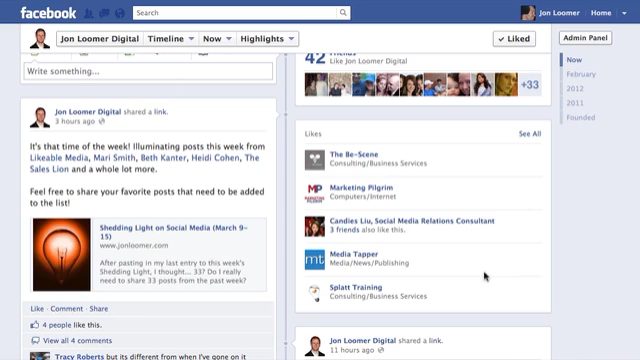 facebook
Search
Jon Loomer
Home
Jon Loomer Digital
Timeline
Now
Highlights
Liked
Admin Panel
Write something...
42 Friends
Like Jon Loomer Digital
+33
Now
February
2012
2011
Founded
Jon Loomer Digital shared a link.
3 hours ago
It's that time of the week! Illuminating posts this week from
Likeable Media, Mari Smith, Beth Kanter, Heidi Cohen, The
Sales Lion and a whole lot more.
Feel free to share your favorite posts that need to be added
to the list!
Shedding Light on Social Media (March 9-
15)
www.jonloomer.com
After pasting in my last entry to this week's
Shedding Light, I thought... 33? Do I really
need to share 33 posts from the past week?
Like · Comment · Share
4 people like this.
View all 4 comments
Tracy Roberts but its different from when I've gone on it
Likes
See All
The Be-Scene
Consulting/Business Services
MP
MARKETING
PILGRIM
Marketing Pilgrim
Computers/Internet
Candies Liu, Social Media Relations Consultant
3 friends also like this.
mt
Media Tapper
Media/News/Publishing
Splatt Training
Consulting/Business Services
Jon Loomer Digital shared a link.
11 hours ago